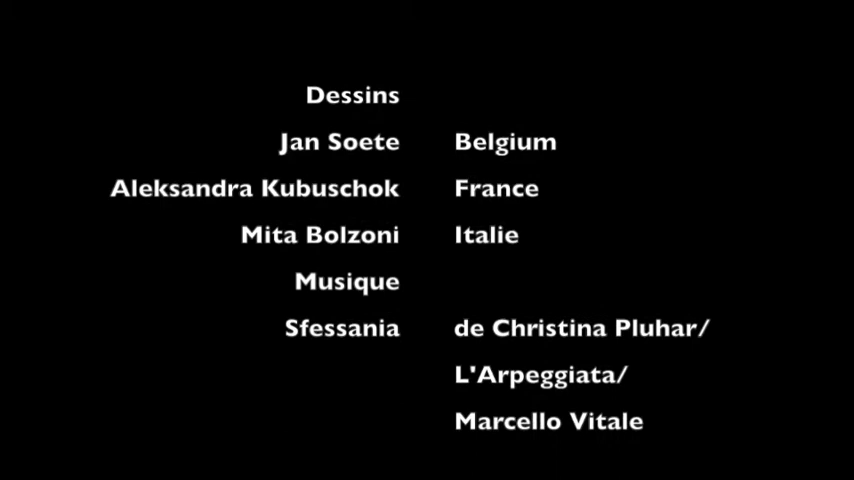 Dessins
Jan Soete Belgium
Aleksandra Kubuschok France
Mita Bolzoni Italie
Musique
Sfessania de Christina Pluhar/
L'Arpeggiata/
Marcello Vitale